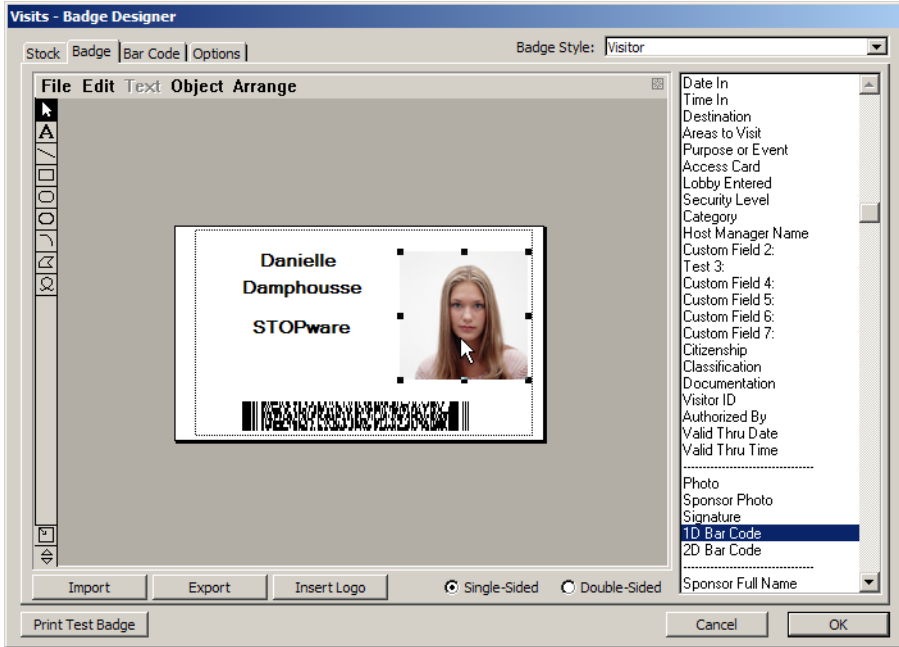 Visits - Badge Designer
Stock Badge Bar Code Options
Badge Style: Visitor
File Edit Text Object Arrange
A
Danielle
Damphousse
STOPware
Date In
Time In
Destination
Areas to Visit
Purpose or Event
Access Card
Lobby Entered
Security Level
Category
Host Manager Name
Custom Field 2:
Test 3:
Custom Field 4:
Custom Field 5:
Custom Field 6:
Custom Field 7:
Citizenship
Classification
Documentation
Visitor ID
Authorized By
Valid Thru Date
Valid Thru Time
--------------------------------
Photo
Sponsor Photo
Signature
1D Bar Code
2D Bar Code
--------------------------------
Sponsor Full Name
Import Export Insert Logo Single-Sided Double-Sided
Print Test Badge Cancel OK